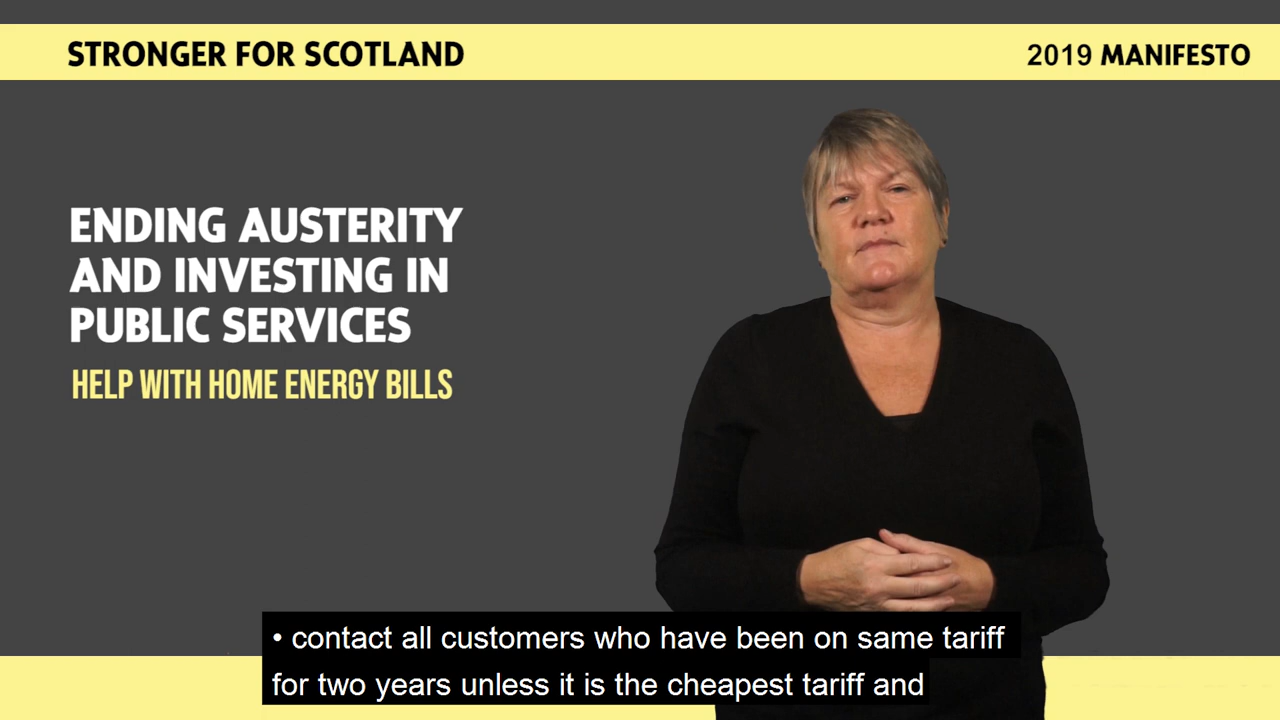 STRONGER FOR SCOTLAND
2019 MANIFESTO
ENDING AUSTERITY
AND INVESTING IN
PUBLIC SERVICES
HELP WITH HOME ENERGY BILLS
• contact all customers who have been on same tariff
for two years unless it is the cheapest tariff and